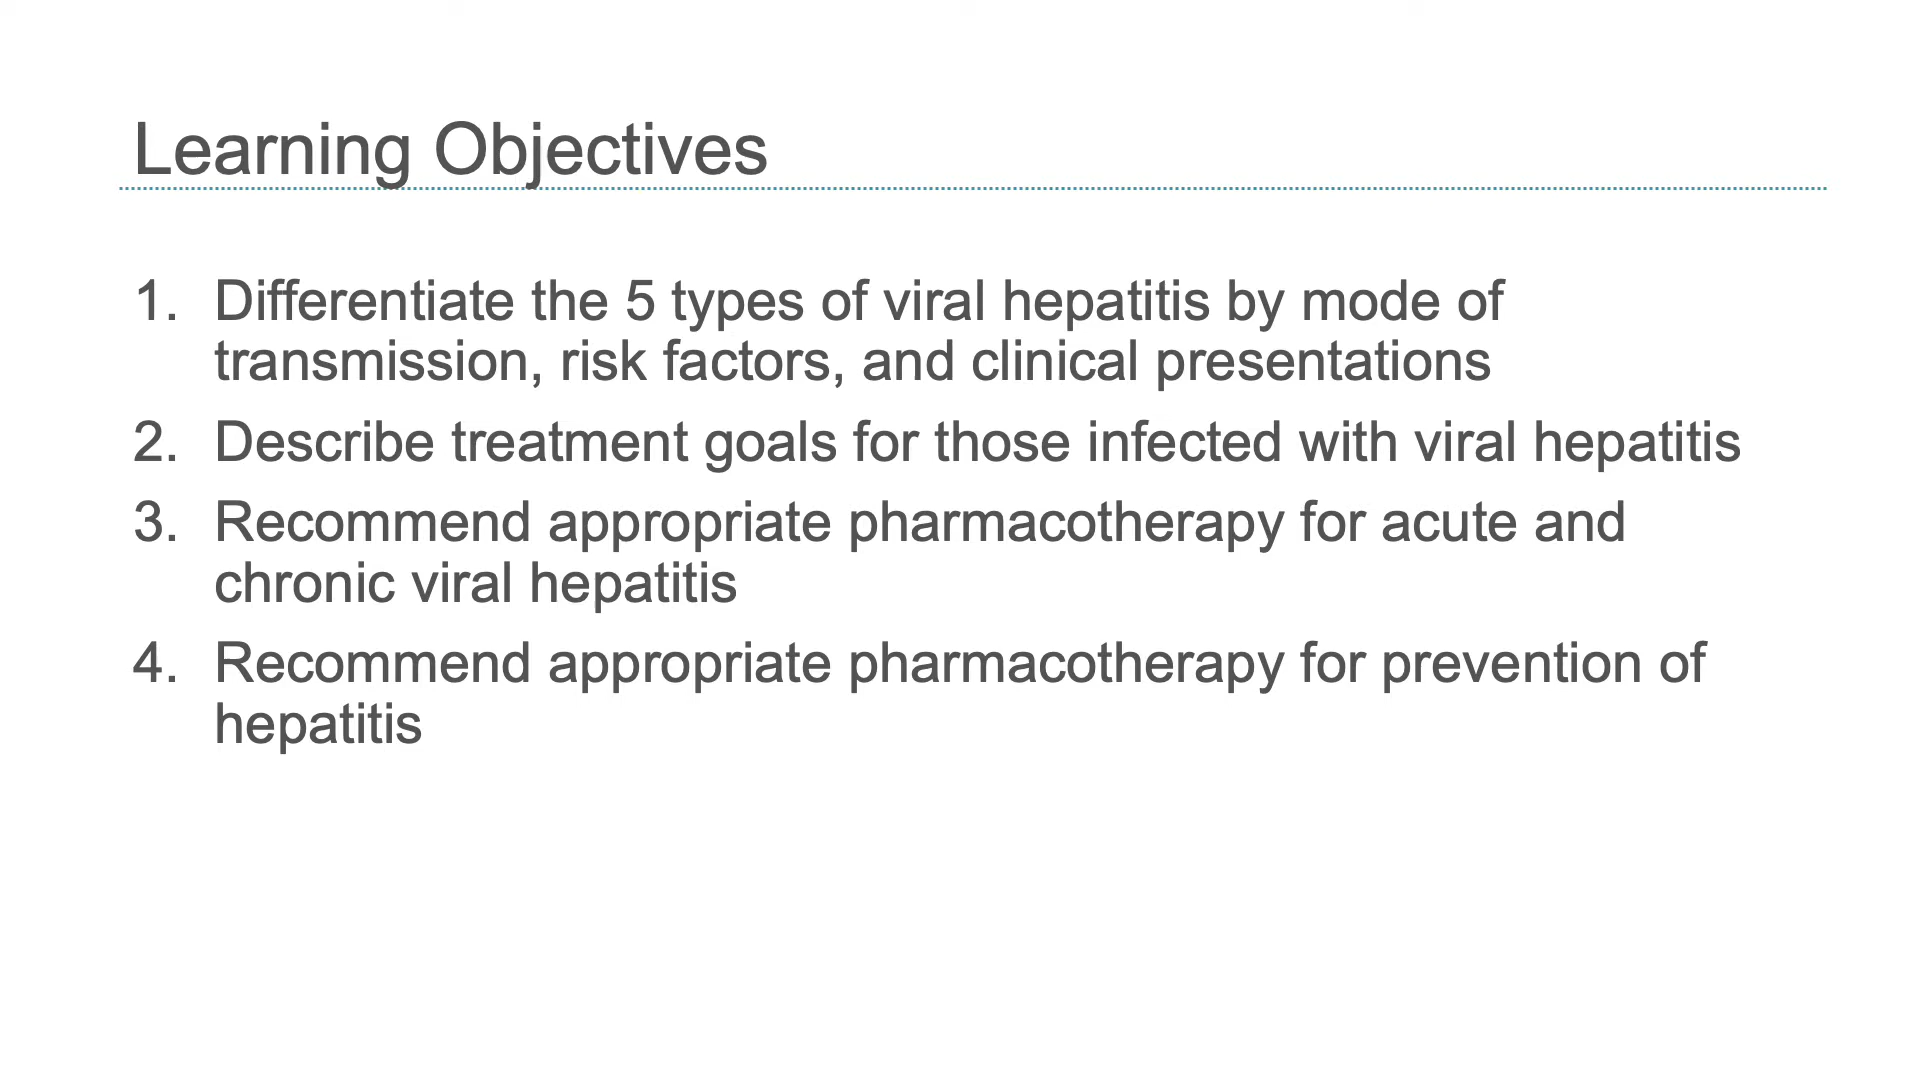 Learning Objectives
1. Differentiate the 5 types of viral hepatitis by mode of
transmission, risk factors, and clinical presentations
2. Describe treatment goals for those infected with viral hepatitis
3. Recommend appropriate pharmacotherapy for acute and
chronic viral hepatitis
4. Recommend appropriate pharmacotherapy for prevention of
hepatitis